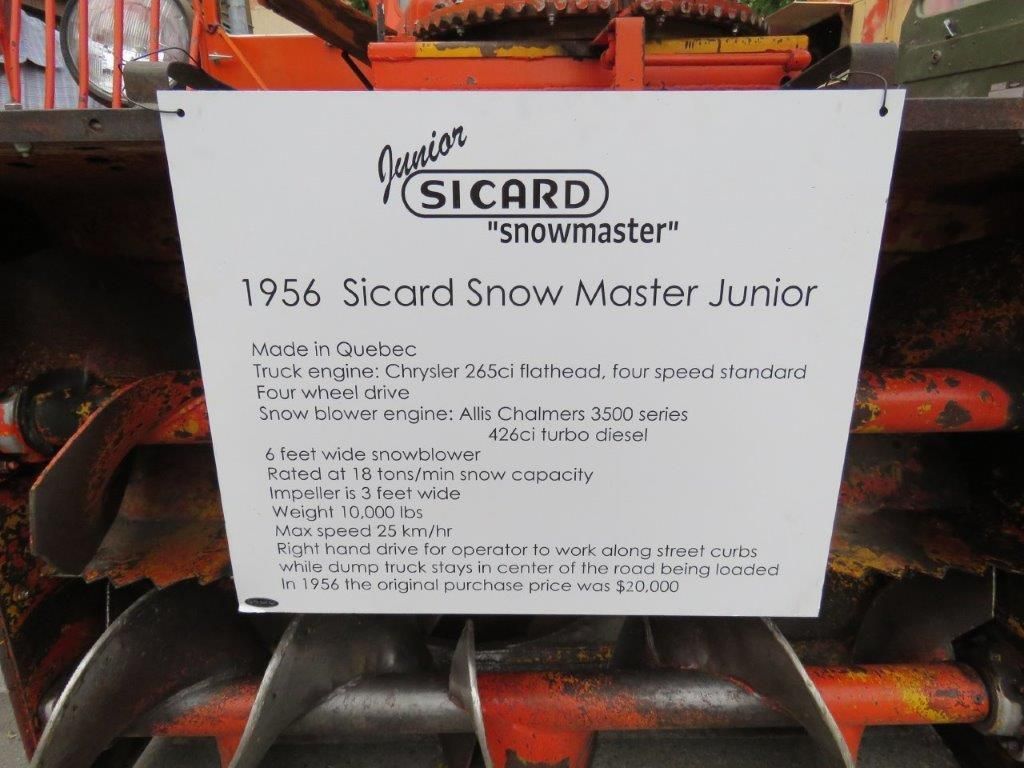 Junior
SICARD
"snowmaster"
1956 Sicard Snow Master Junior
Made in Quebec
Truck engine: Chrysler 265ci flathead, four speed standard
Four wheel drive
Snow blower engine: Allis Chalmers 3500 series
426ci turbo diesel
6 feet wide snowblower
Rated at 18 tons/min snow capacity
Impeller is 3 feet wide
Weight 10,000 lbs
Max speed 25 km/hr
Right hand drive for operator to work along street curbs
while dump truck stays in center of the road being loaded
In 1956 the original purchase price was $20,000